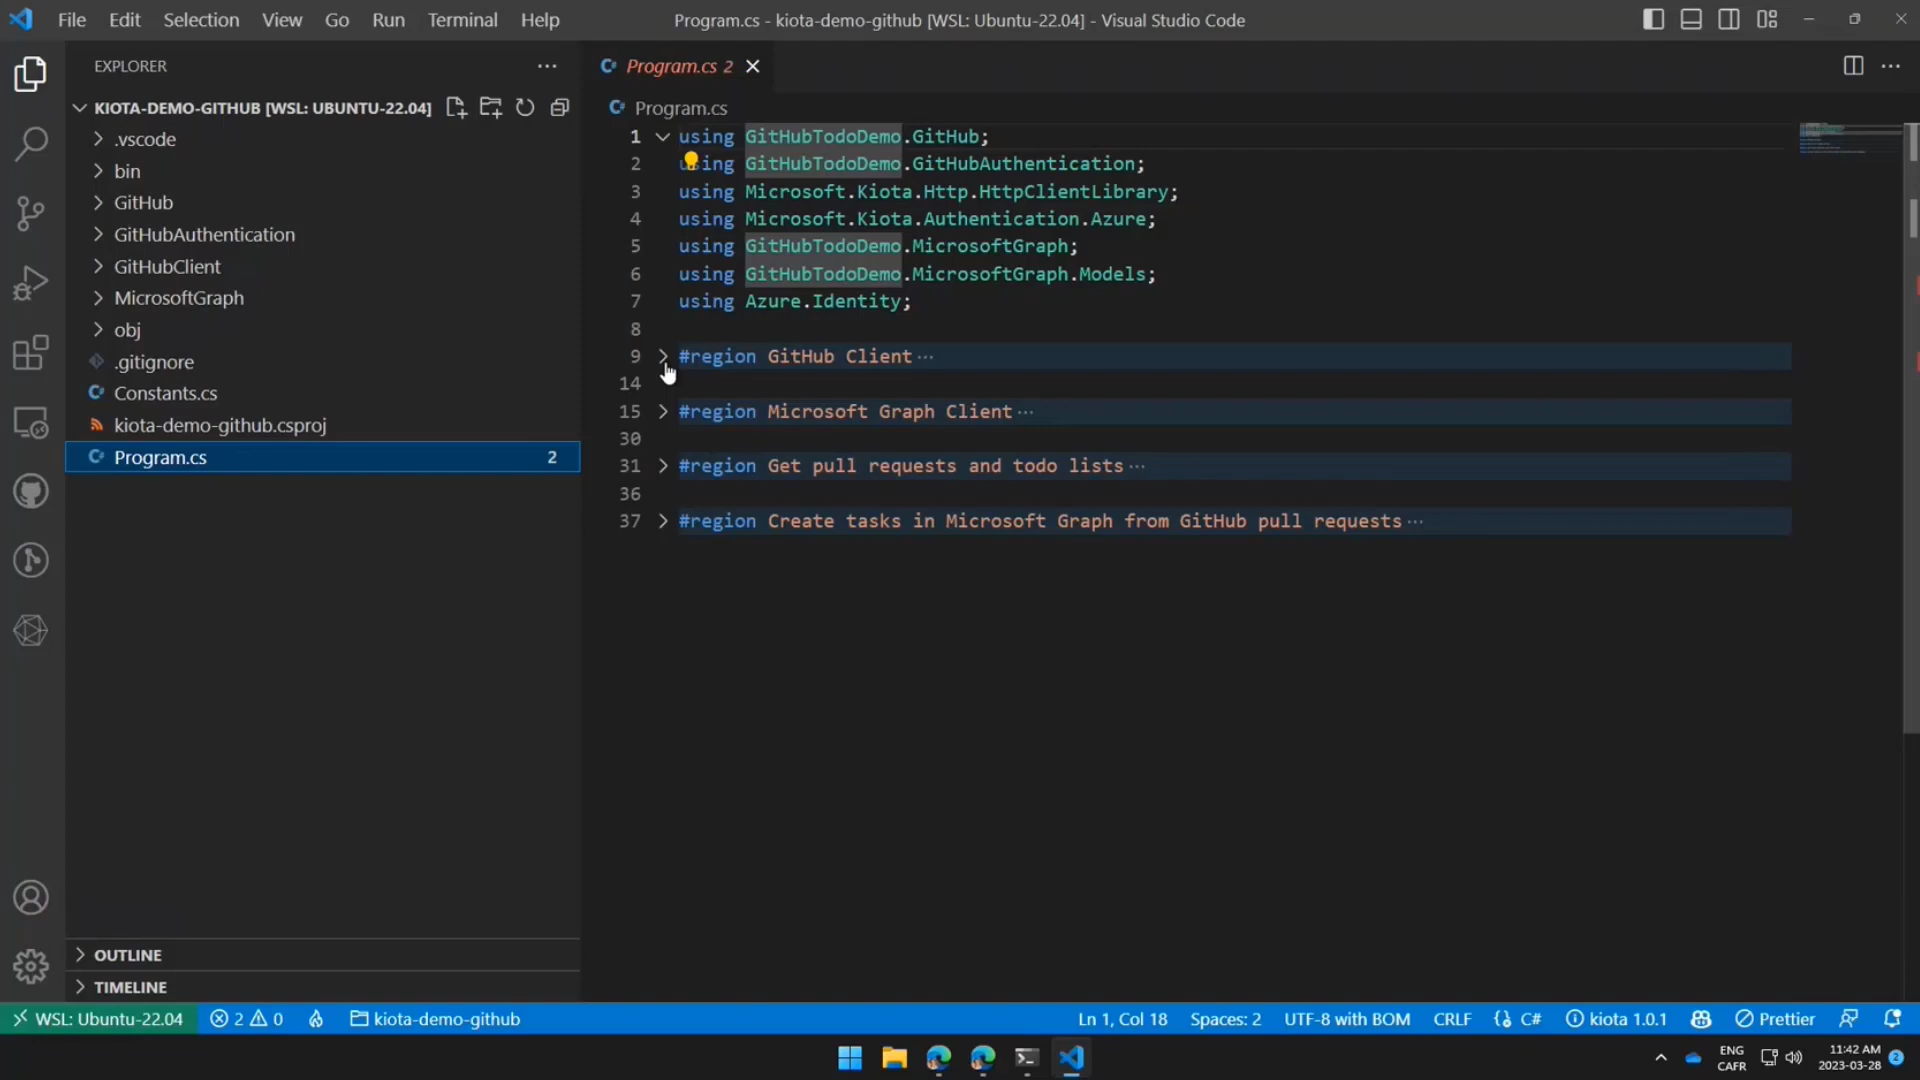 File Edit Selection View Go Run Terminal Help
Program.cs - kiota-demo-github [WSL: Ubuntu-22.04] - Visual Studio Code
EXPLORER
KIOTA-DEMO-GITHUB [WSL: UBUNTU-22.04]
.vscode
bin
GitHub
GitHubAuthentication
GitHubClient
MicrosoftGraph
obj
.gitignore
Constants.cs
kiota-demo-github.csproj
Program.cs 2
OUTLINE
TIMELINE
Program.cs 2
Program.cs
1 using GitHubTodoDemo.GitHub;
2 using GitHubTodoDemo.GitHubAuthentication;
3 using Microsoft.Kiota.Http.HttpClientLibrary;
4 using Microsoft.Kiota.Authentication.Azure;
5 using GitHubTodoDemo.MicrosoftGraph;
6 using GitHubTodoDemo.MicrosoftGraph.Models;
7 using Azure.Identity;
8
9 #region GitHub Client ···
14
15 #region Microsoft Graph Client ···
30
31 #region Get pull requests and todo lists ···
36
37 #region Create tasks in Microsoft Graph from GitHub pull requests ···
WSL: Ubuntu-22.04 2 0 kiota-demo-github Ln 1, Col 18 Spaces: 2 UTF-8 with BOM CRLF C# kiota 1.0.1 Prettier
ENG
CAFR
11:42 AM
2023-03-28
2